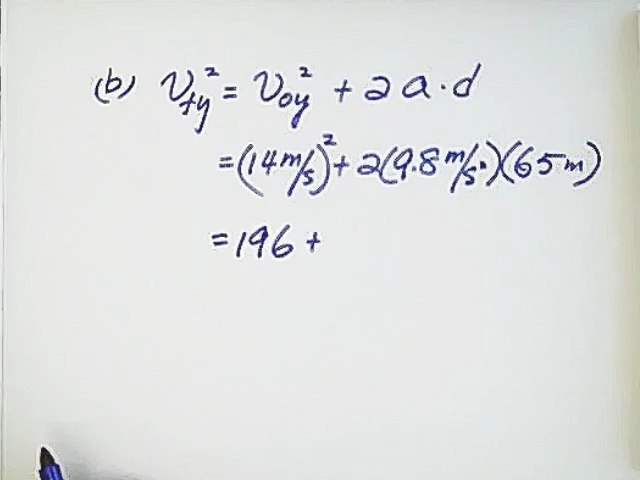 (b) V_fy² = V_oy² + 2a·d
= (14 m/s)² + 2(9.8 m/s²)(65 m)
= 196 +